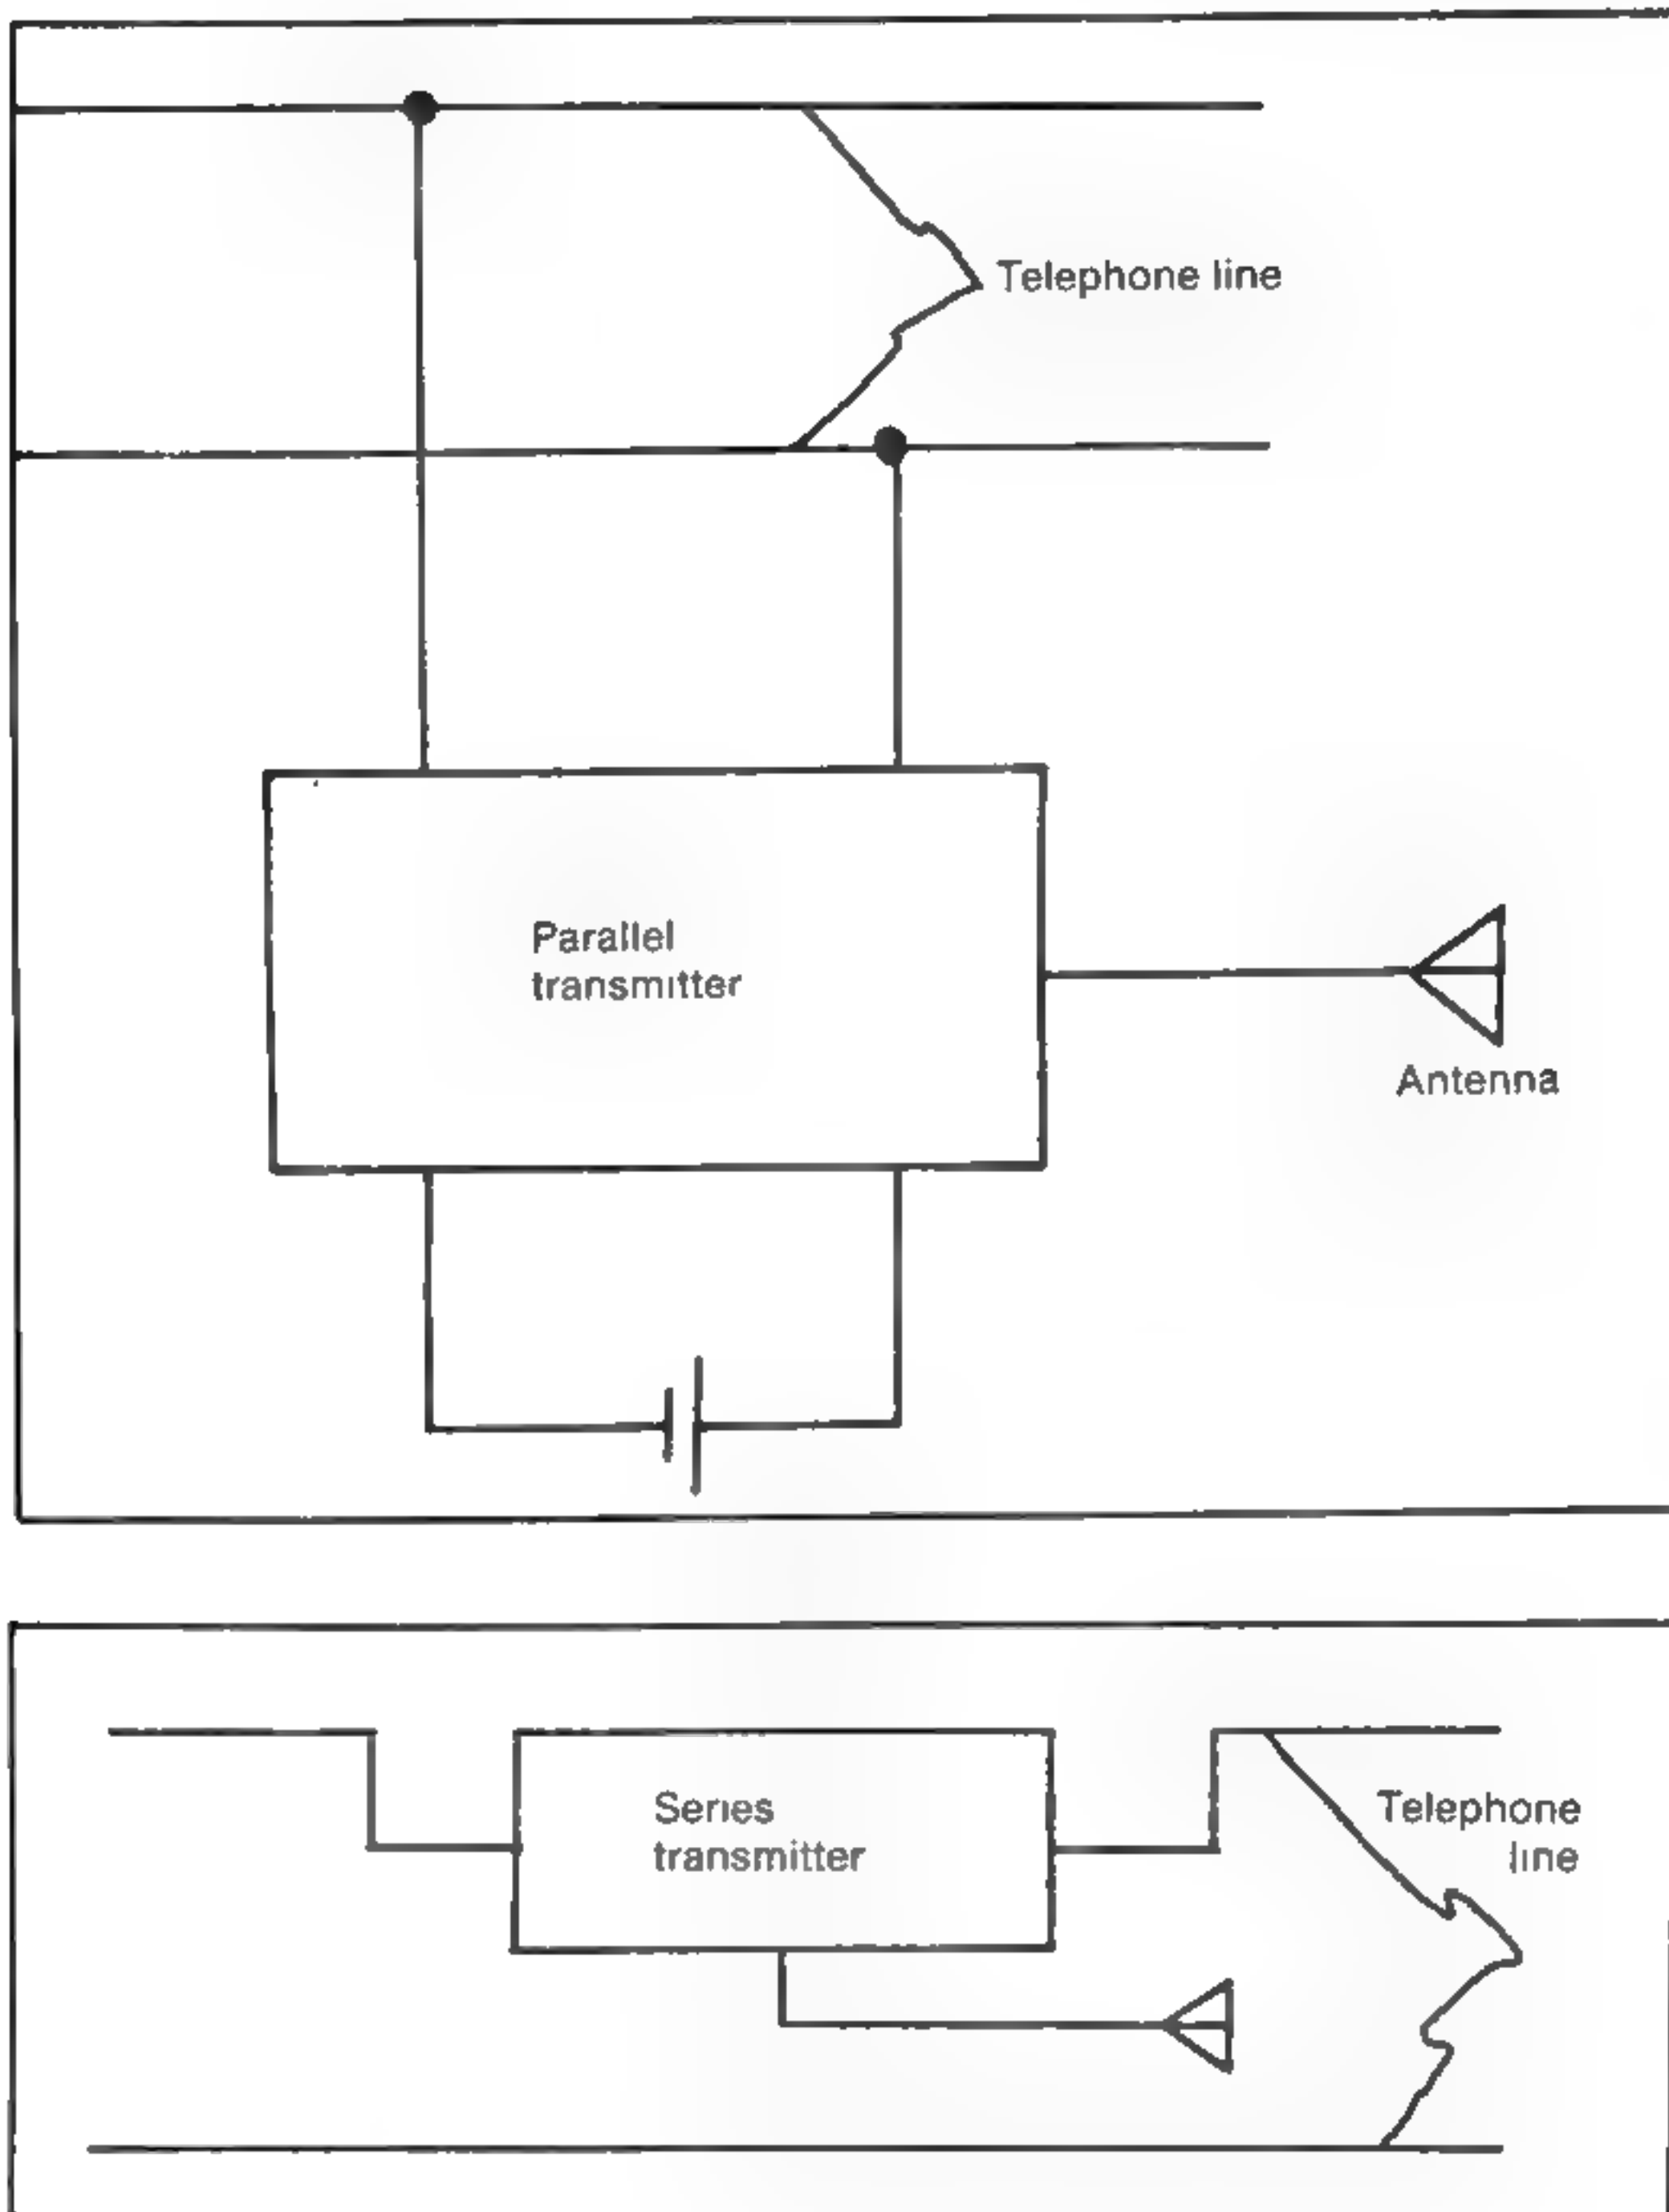 Telephone line
Parallel
transmitter
Antenna
Series
transmitter
Telephone
line